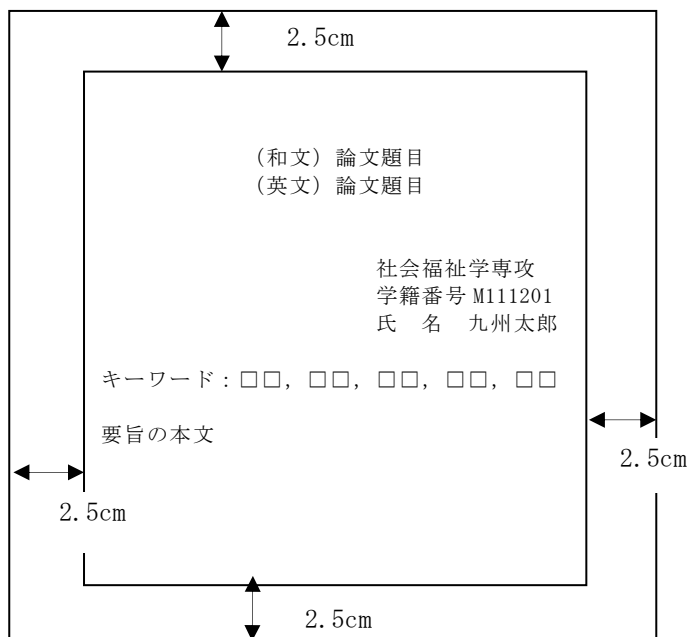 2.5cm
（和文）論文題目
（英文）論文題目
社会福祉学専攻
学籍番号 M111201
氏　名　九州太郎
キーワード：□□，□□，□□，□□，□□
要旨の本文
2.5cm
2.5cm
2.5cm